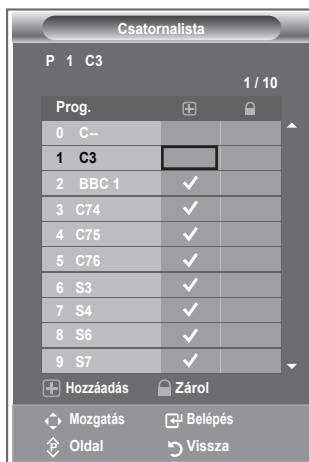 Csatornalista
P 1 C3
1 / 10
Prog.
0 C--
1 C3
2 BBC 1
3 C74
4 C75
5 C76
6 S3
7 S4
8 S6
9 S7
Hozzáadás Zárol
Mozgatás Belépés
Oldal Vissza